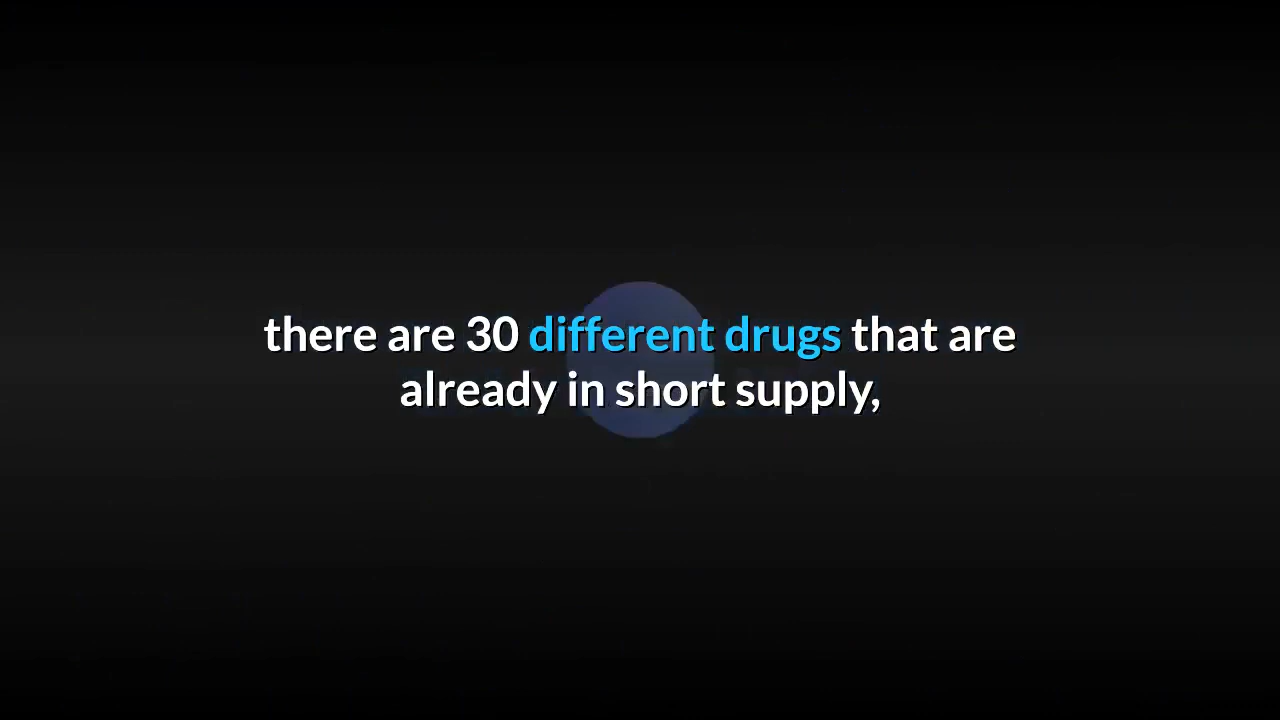 there are 30 different drugs that are
already in short supply,